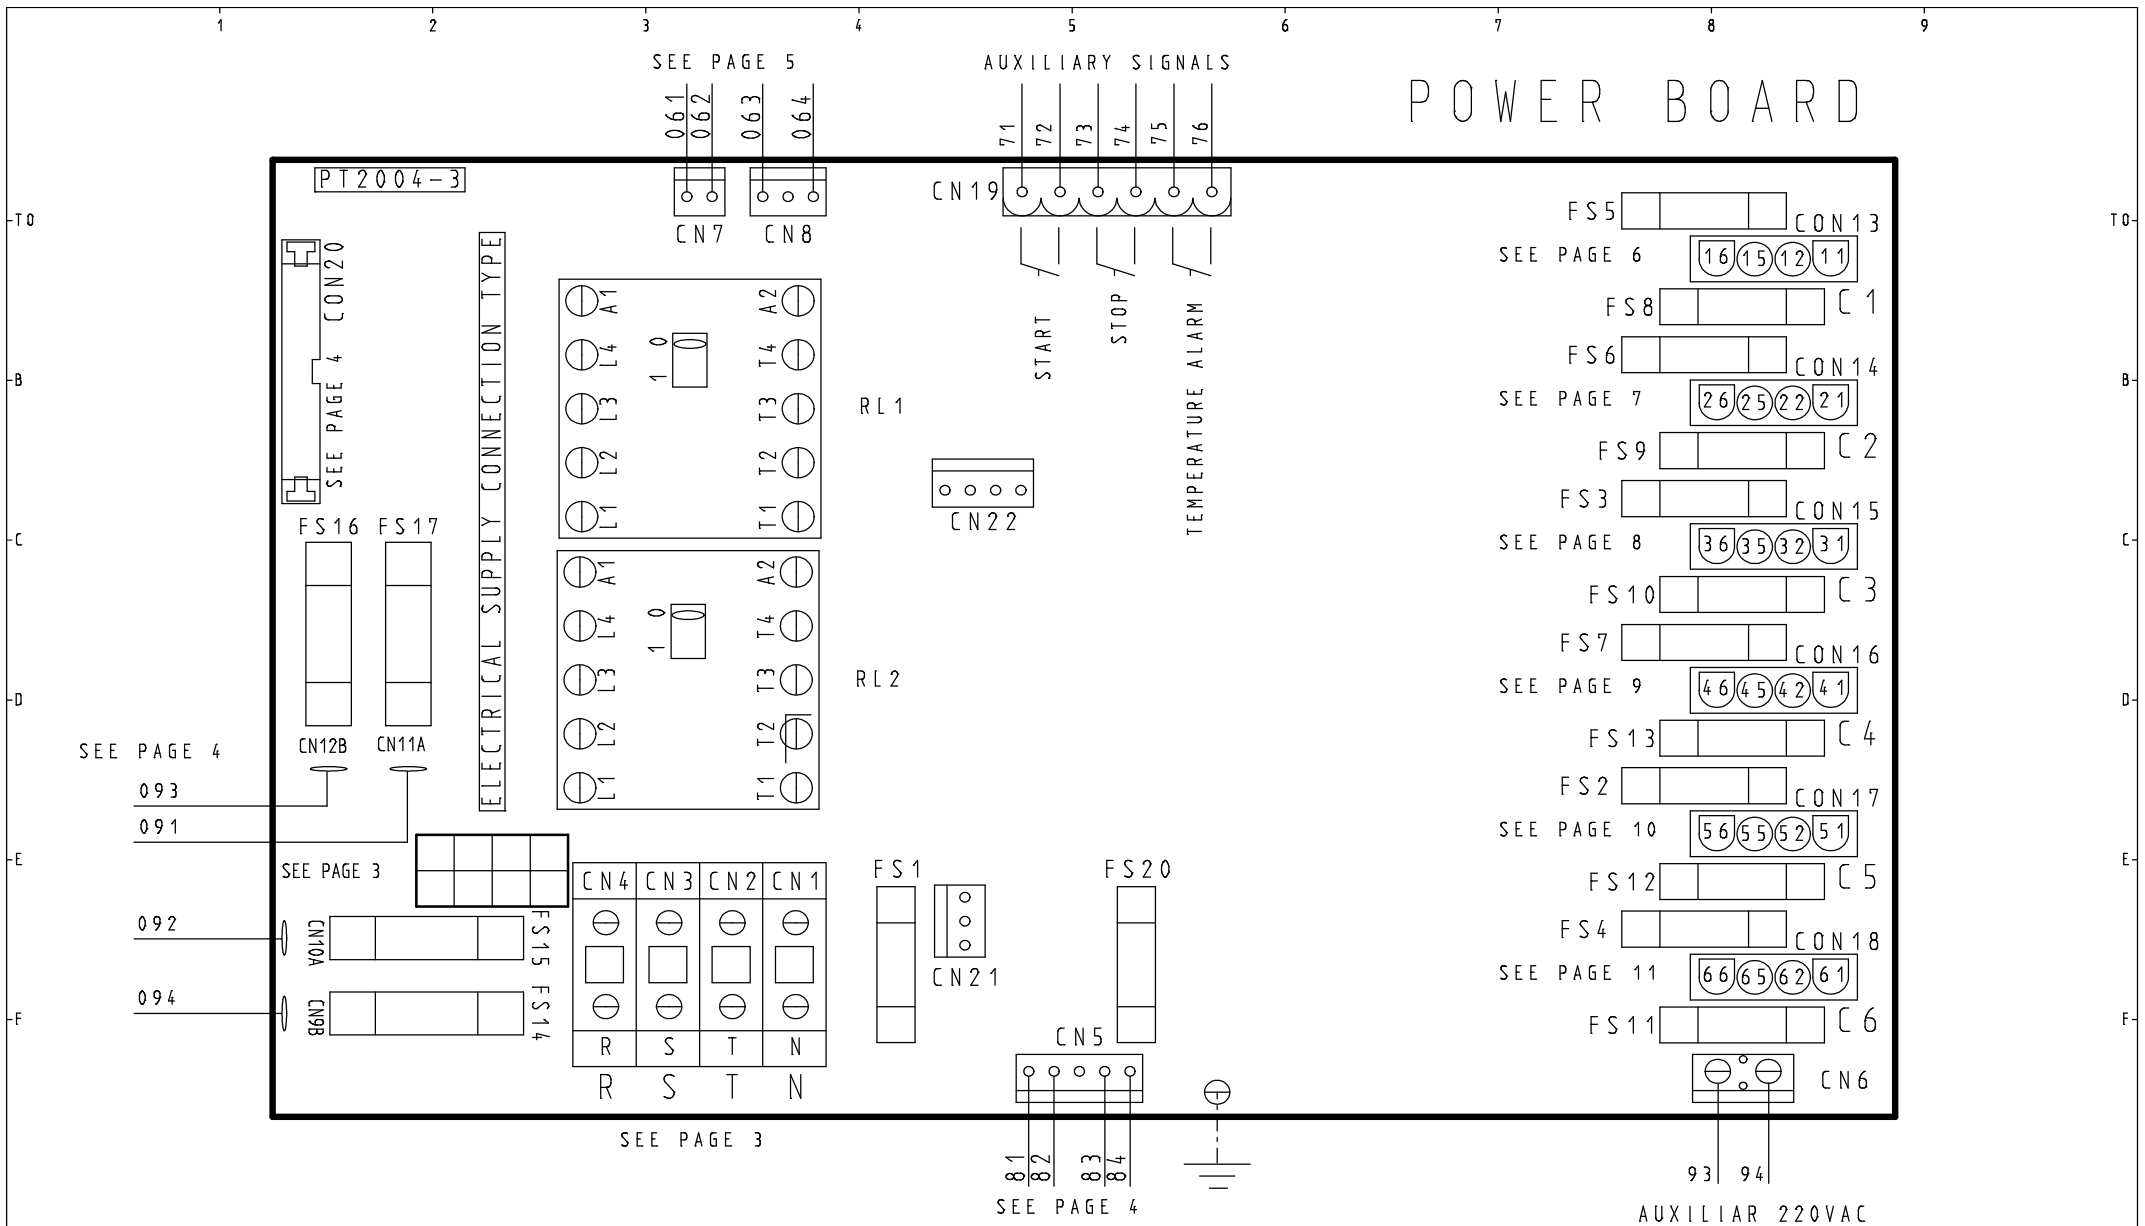 1 2 3 4 5 6 7 8 9
SEE PAGE 5
AUXILIARY SIGNALS
POWER BOARD
061 062 063 064
71 72 73 74 75 76
PT2004-3
CN7 CN8
CN19
START
STOP
TEMPERATURE ALARM
T0
T0
B
B
C
C
D
D
E
E
F
F
CON20
SEE PAGE 4
ELECTRICAL SUPPLY CONNECTION TYPE
A1 A2
L4 T4
L3 T3
L2 T2
L1 T1
1 0
RL1
A1 A2
L4 T4
L3 T3
L2 T2
L1 T1
1 0
RL2
CN22
FS16 FS17
CN12B CN11A
SEE PAGE 4
093
091
SEE PAGE 3
092
CN10A
FS15
094
CN9B
FS14
CN4 CN3 CN2 CN1
R S T N
R S T N
SEE PAGE 3
FS1
CN21
FS20
CN5
81 82 83 84
SEE PAGE 4
FS5
CON13
SEE PAGE 6
16 15 12 11
FS8
C1
FS6
CON14
SEE PAGE 7
26 25 22 21
FS9
C2
FS3
CON15
SEE PAGE 8
36 35 32 31
FS10
C3
FS7
CON16
SEE PAGE 9
46 45 42 41
FS13
C4
FS2
CON17
SEE PAGE 10
56 55 52 51
FS12
C5
FS4
CON18
SEE PAGE 11
66 65 62 61
FS11
C6
CN6
93 94
AUXILIAR 220VAC